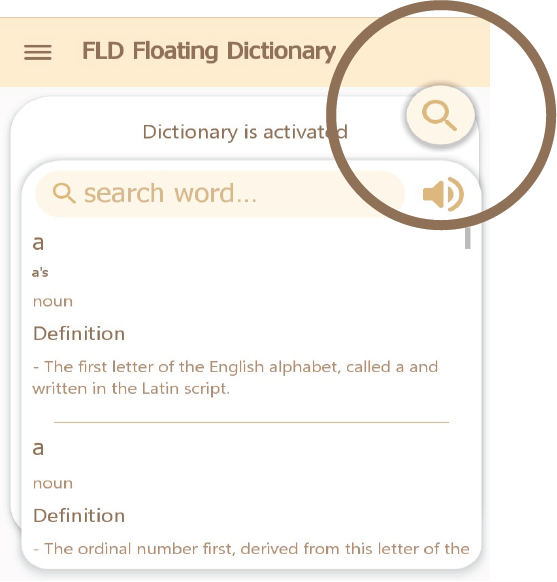 FLD Floating Dictionary
Dictionary is activated
search word...
a
a's
noun
Definition
- The first letter of the English alphabet, called a and
written in the Latin script.
a
noun
Definition
- The ordinal number first, derived from this letter of the